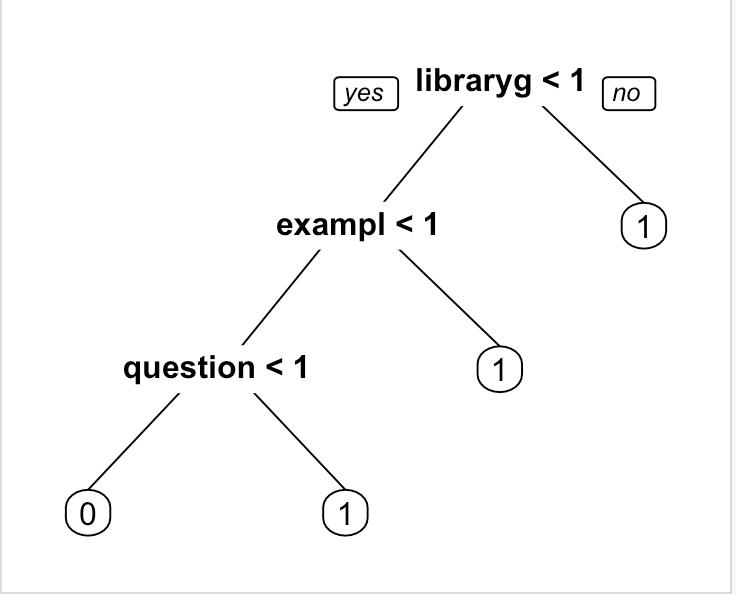 yes libraryg < 1 no
exampl < 1
1
question < 1
1
0
1